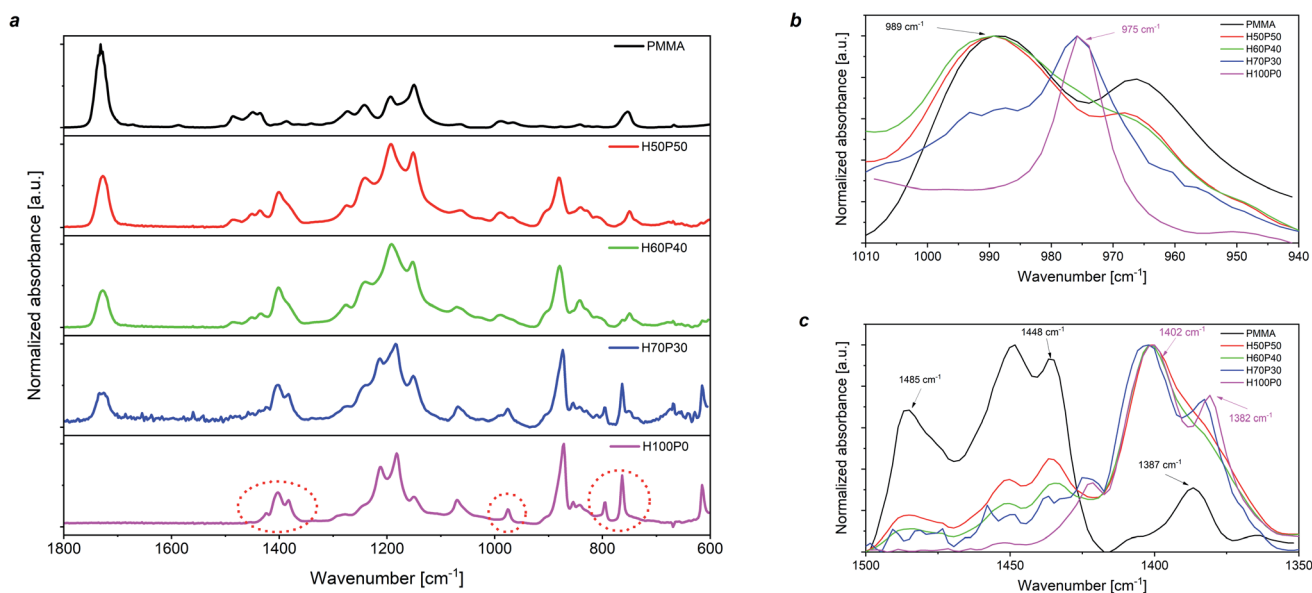 a
PMMA
H50P50
H60P40
H70P30
H100P0
Normalized absorbance [a.u.]
1800 1600 1400 1200 1000 800 600
Wavenumber [cm⁻¹]
b
989 cm⁻¹
975 cm⁻¹
PMMA
H50P50
H60P40
H70P30
H100P0
Normalized absorbance [a.u.]
1010 1000 990 980 970 960 950 940
Wavenumber [cm⁻¹]
c
1485 cm⁻¹
1448 cm⁻¹
1402 cm⁻¹
1382 cm⁻¹
1387 cm⁻¹
PMMA
H50P50
H60P40
H70P30
H100P0
Normalized absorbance [a.u.]
1500 1450 1400 1350
Wavenumber [cm⁻¹]